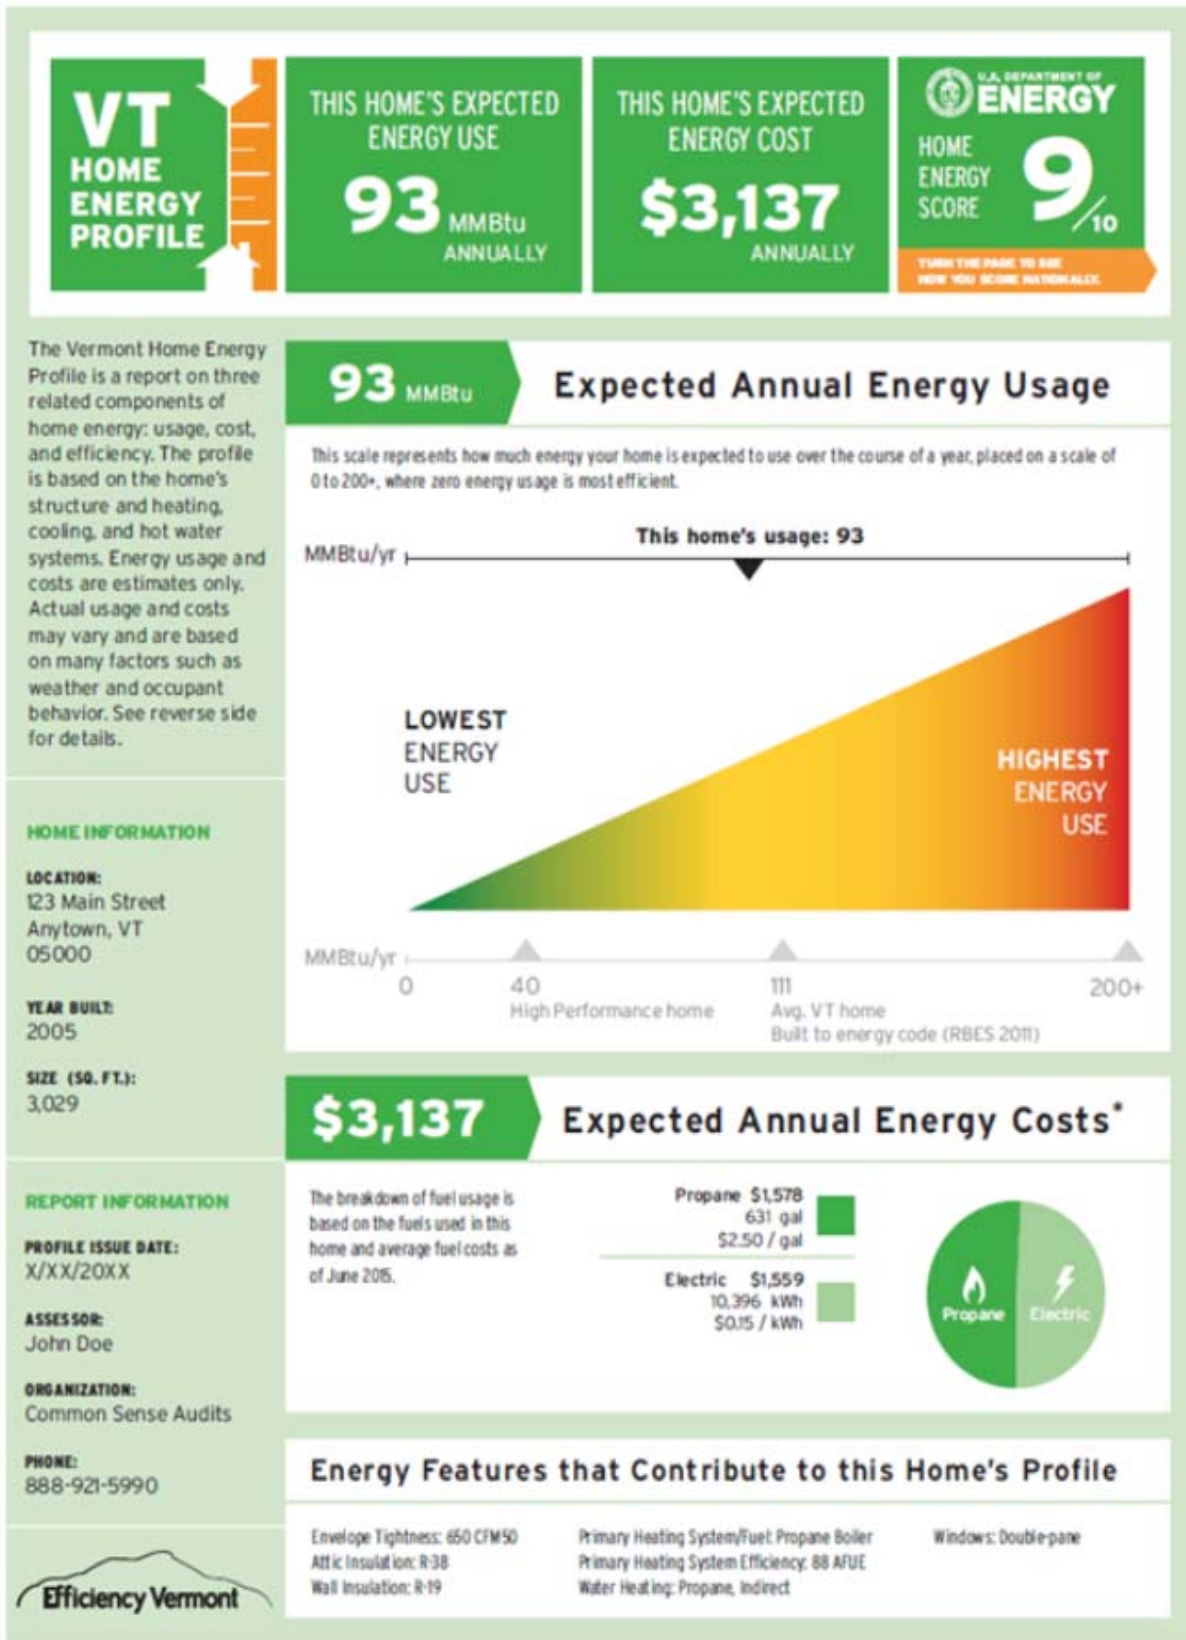 VT
HOME
ENERGY
PROFILE
THIS HOME'S EXPECTED
ENERGY USE
93 MMBtu
ANNUALLY
THIS HOME'S EXPECTED
ENERGY COST
$3,137
ANNUALLY
U.S. DEPARTMENT OF
ENERGY
HOME
ENERGY
SCORE
9/10
TURN THE PAGE TO SEE
HOW YOU SCORE NATIONALLY.
The Vermont Home Energy
Profile is a report on three
related components of
home energy: usage, cost,
and efficiency. The profile
is based on the home's
structure and heating,
cooling, and hot water
systems. Energy usage and
costs are estimates only.
Actual usage and costs
may vary and are based
on many factors such as
weather and occupant
behavior. See reverse side
for details.
HOME INFORMATION
LOCATION:
123 Main Street
Anytown, VT
05000
YEAR BUILT:
2005
SIZE (SQ. FT.):
3,029
REPORT INFORMATION
PROFILE ISSUE DATE:
X/XX/20XX
ASSESSOR:
John Doe
ORGANIZATION:
Common Sense Audits
PHONE:
888-921-5990
Efficiency Vermont
93 MMBtu
Expected Annual Energy Usage
This scale represents how much energy your home is expected to use over the course of a year, placed on a scale of
0 to 200+, where zero energy usage is most efficient.
This home's usage: 93
MMBtu/yr
LOWEST
ENERGY
USE
HIGHEST
ENERGY
USE
MMBtu/yr
0
40
High Performance home
111
Avg. VT home
Built to energy code (RBES 2011)
200+
$3,137
Expected Annual Energy Costs*
The breakdown of fuel usage is
based on the fuels used in this
home and average fuel costs as
of June 2015.
Propane $1,578
631 gal
$2.50 / gal
Electric $1,559
10,396 kWh
$0.15 / kWh
Propane
Electric
Energy Features that Contribute to this Home's Profile
Envelope Tightness: 650 CFM50
Attic Insulation: R-38
Wall Insulation: R-19
Primary Heating System/Fuel: Propane Boiler
Primary Heating System Efficiency: 88 AFUE
Water Heating: Propane, Indirect
Windows: Double-pane